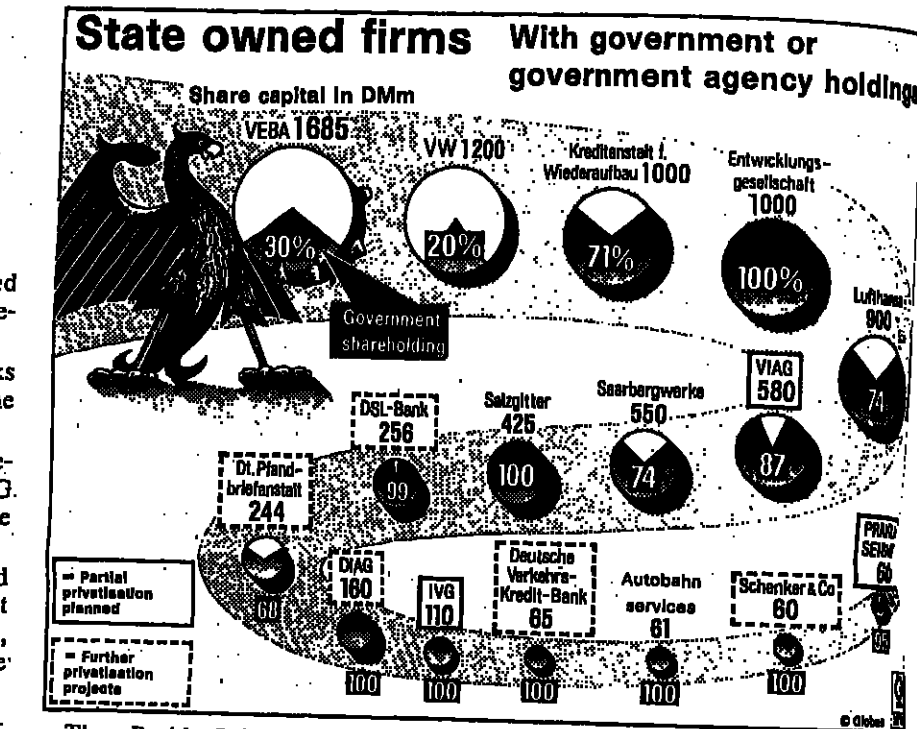 State owned firms
With government or
government agency
Share capital in DMm
VEBA 1685
30%
VW 1200
20%
Kreditanstalt f.
Wiederaufbau 1000
71%
Entwicklungs-
gesellschaft
1000
100%
Government
shareholding
Lufthansa
900
74
VIAG
580
87
Saarbergwerke
550
74
Salzgitter
425
100
DSL-Bank
256
99
Dt. Pfand-
briefanstalt
244
68
DIAG
160
100
IVG
110
100
Deutsche
Verkehrs-
Kredit-Bank
65
100
Autobahn
services
61
100
Schenker & Co
60
100
= Partial
privatisation
planned
= Further
privatisation
projects
© Globus